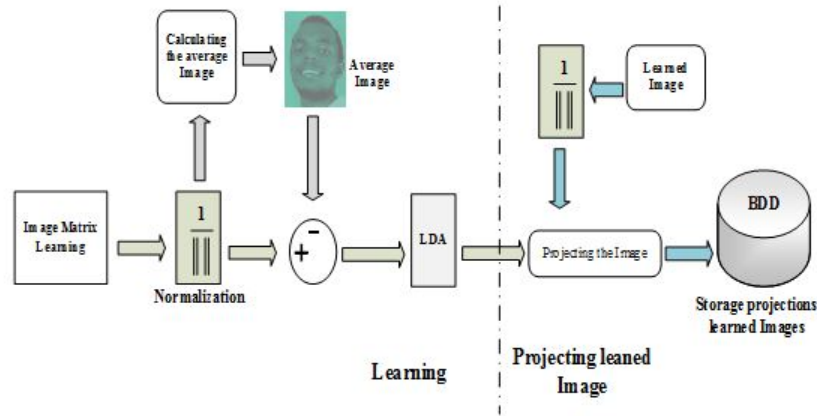 Calculating
the average
Image
Average
Image
1
Learned
Image
Image Matrix
Learning
1
Normalization
+
-
LDA
Projecting the Image
BDD
Storage projections
learned Images
Learning
Projecting leaned
Image